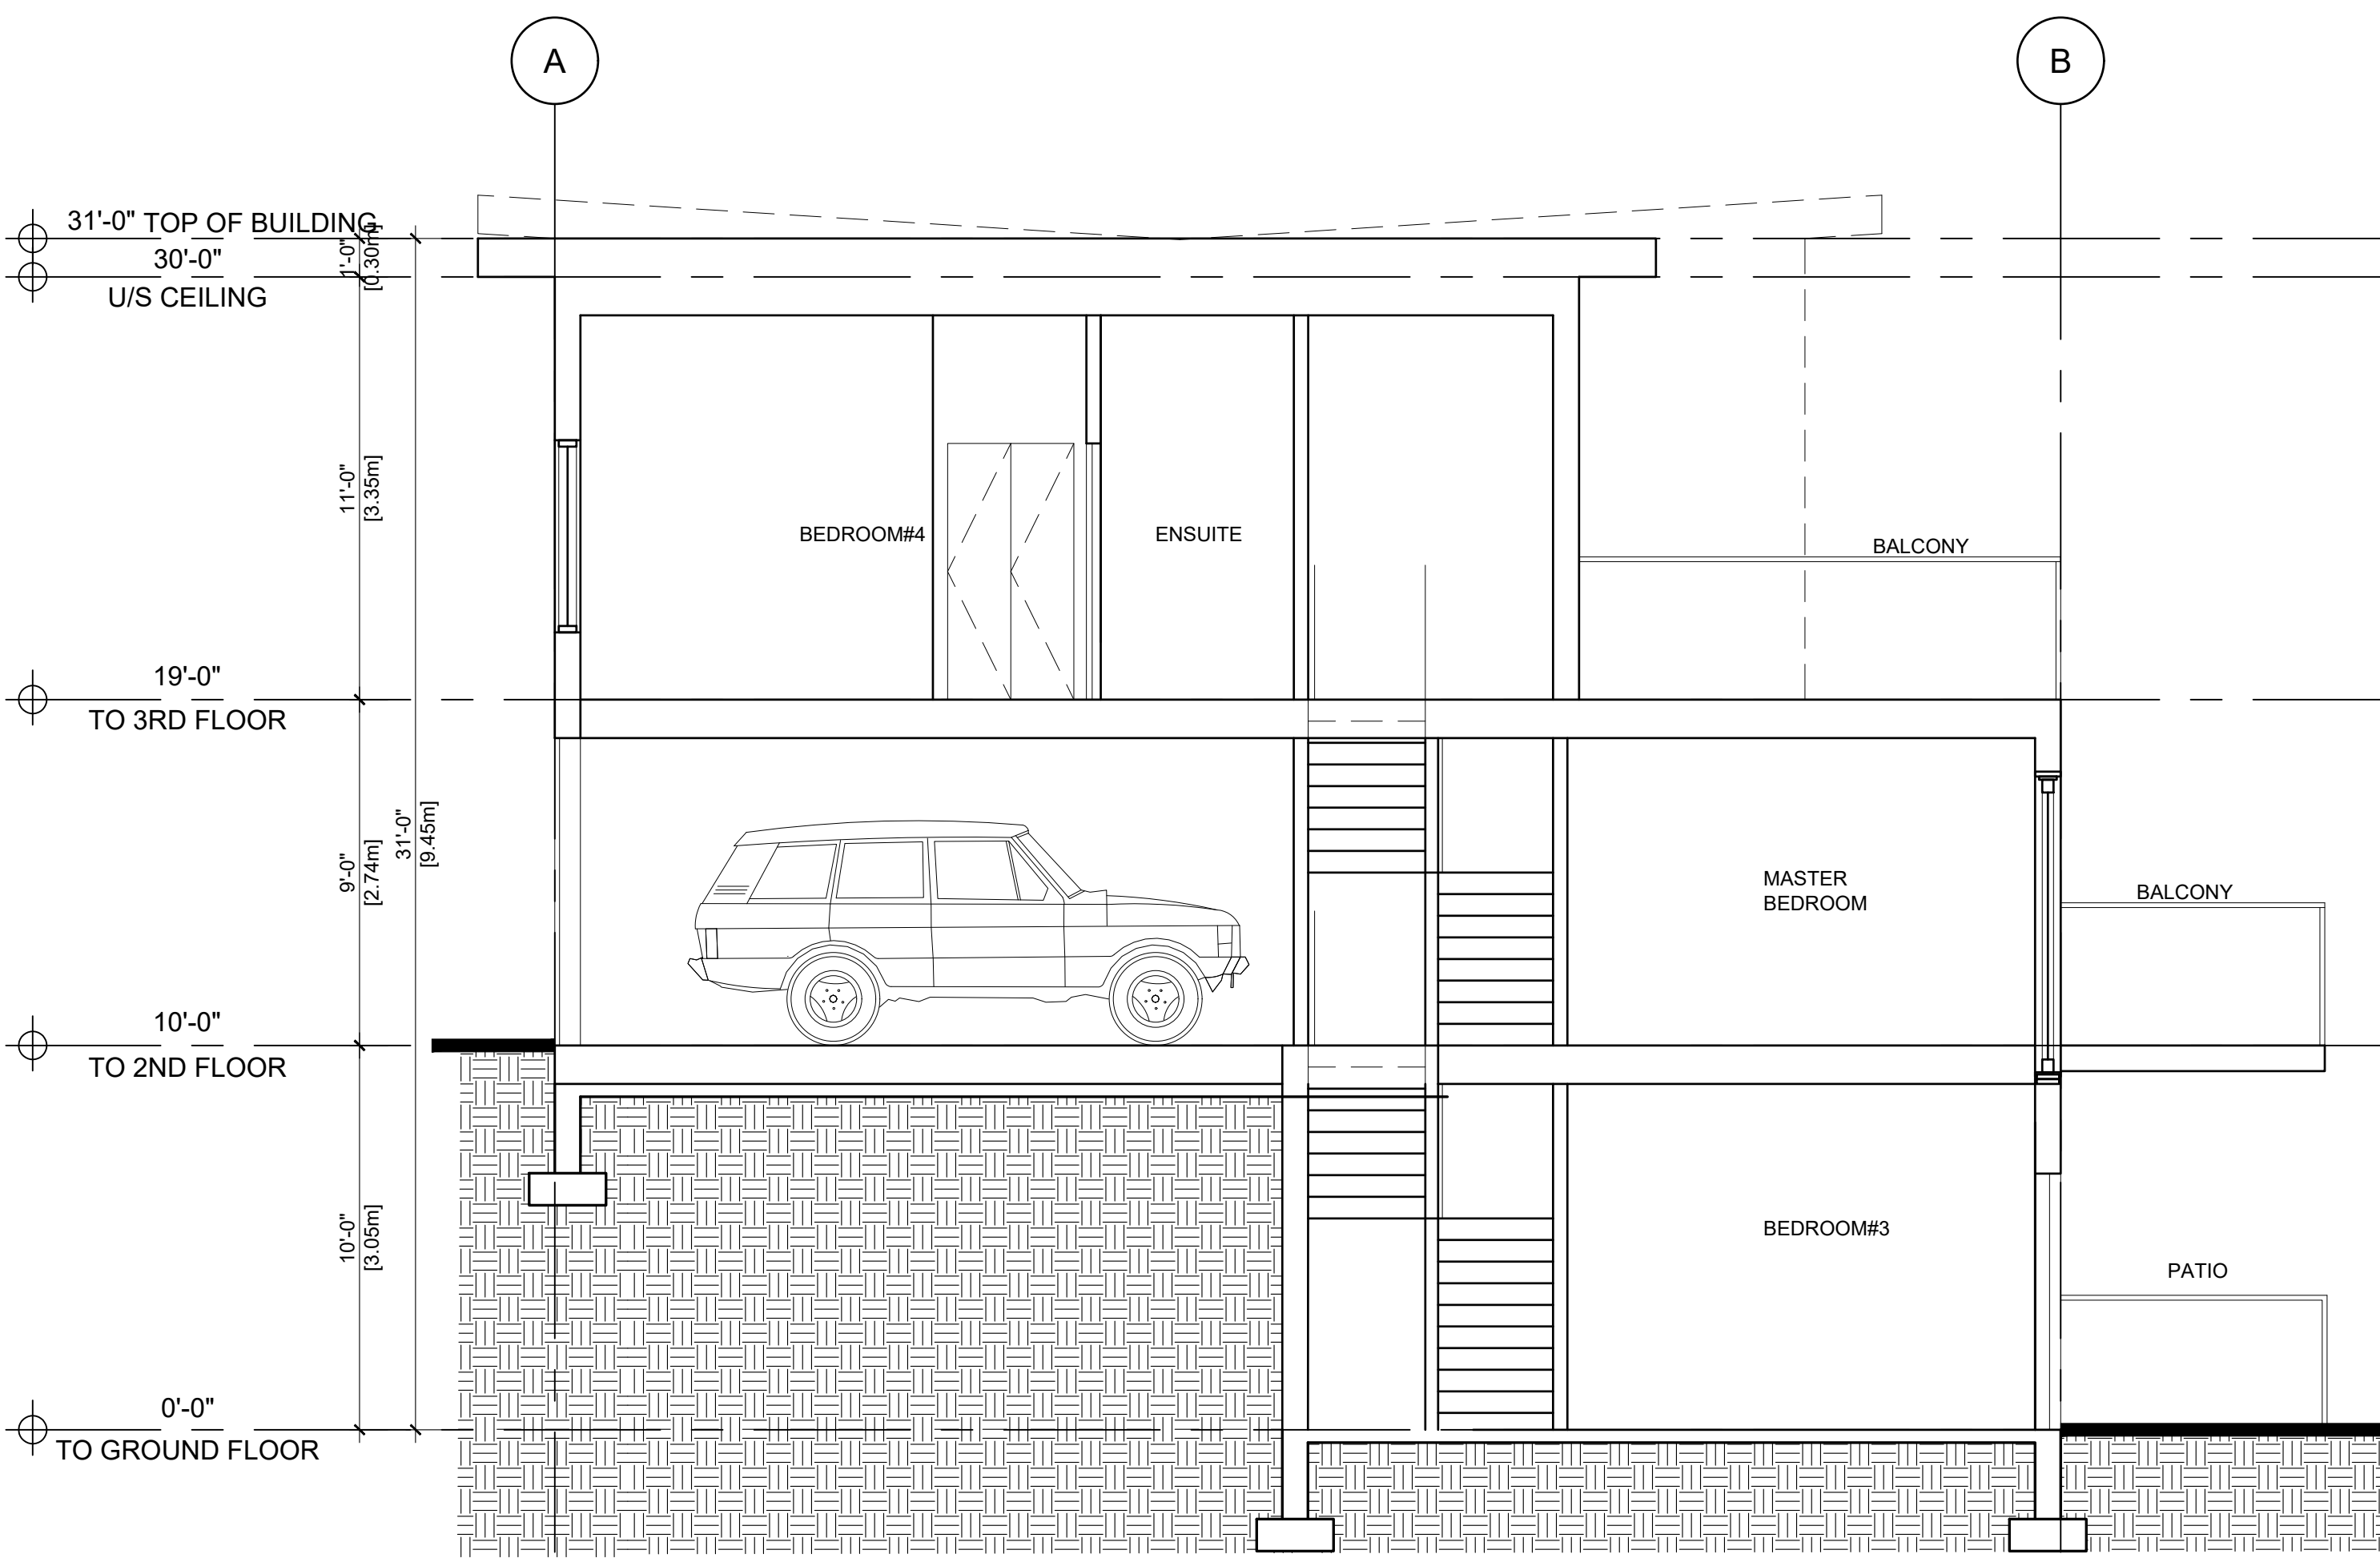 A
B
31'-0" TOP OF BUILDING
1'-0"
[0.30m]
30'-0"
U/S CEILING
11'-0"
[3.35m]
BEDROOM#4
ENSUITE
BALCONY
19'-0"
TO 3RD FLOOR
9'-0"
[2.74m]
31'-0"
[9.45m]
MASTER
BEDROOM
BALCONY
10'-0"
TO 2ND FLOOR
10'-0"
[3.05m]
BEDROOM#3
PATIO
0'-0"
TO GROUND FLOOR